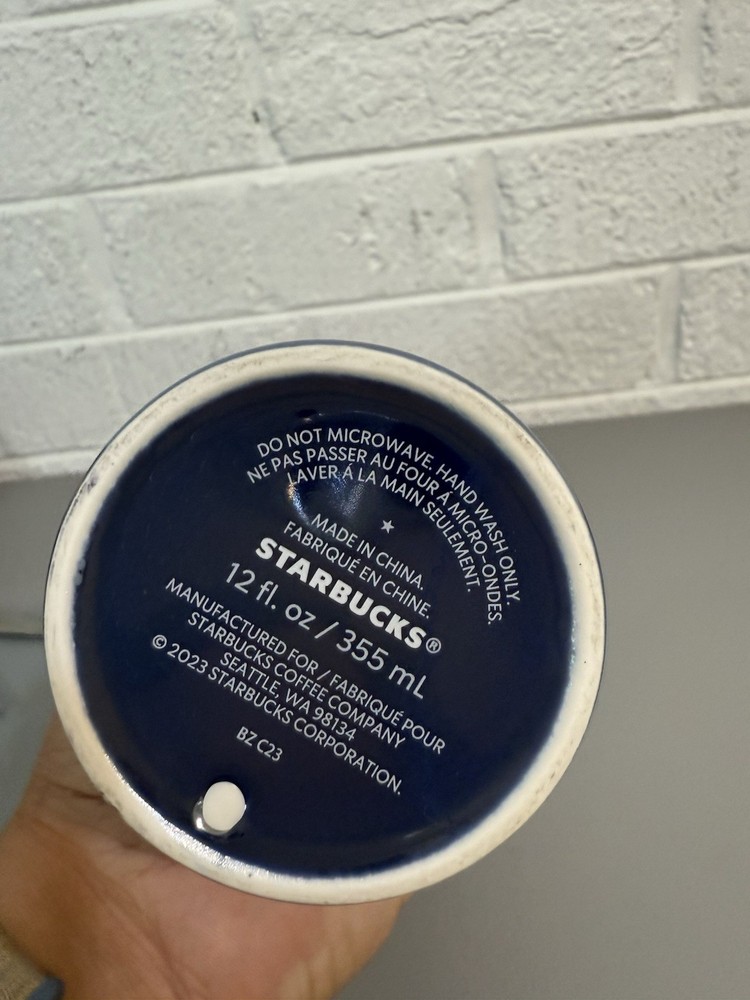 DO NOT MICROWAVE. HAND WASH ONLY.
NE PAS PASSER AU FOUR À MICRO-ONDES.
LAVER Á LA MAIN SEULEMENT.
MADE IN CHINA.
FABRIQUÉ EN CHINE.
STARBUCKS®
12 fl. oz / 355 mL
MANUFACTURED FOR / FABRIQUÉ POUR
STARBUCKS COFFEE COMPANY
SEATTLE, WA 98134
© 2023 STARBUCKS CORPORATION.
BZ C23